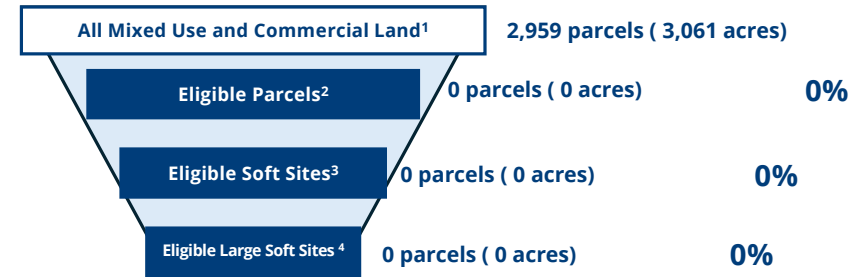 All Mixed Use and Commercial Land¹ 2,959 parcels ( 3,061 acres)
Eligible Parcels² 0 parcels ( 0 acres) 0%
Eligible Soft Sites³ 0 parcels ( 0 acres) 0%
Eligible Large Soft Sites ⁴ 0 parcels ( 0 acres) 0%